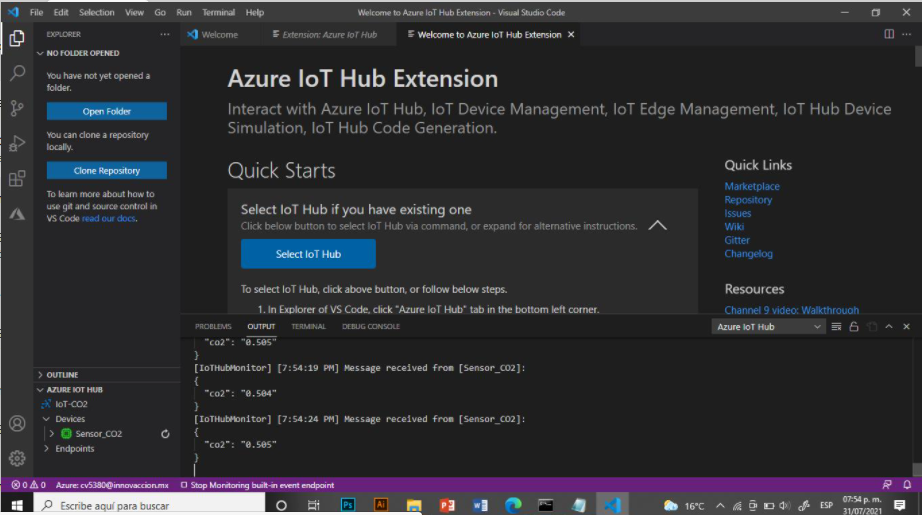 File Edit Selection View Go Run Terminal Help
Welcome to Azure IoT Hub Extension - Visual Studio Code
EXPLORER
Welcome
Extension: Azure IoT Hub
Welcome to Azure IoT Hub Extension
NO FOLDER OPENED
You have not yet opened a
folder.
Open Folder
You can clone a repository
locally.
Clone Repository
To learn more about how to
use git and source control in
VS Code read our docs.
Azure IoT Hub Extension
Interact with Azure IoT Hub, IoT Device Management, IoT Edge Management, IoT Hub Device
Simulation, IoT Hub Code Generation.
Quick Starts
Select IoT Hub if you have existing one
Click below button to select IoT Hub via command, or expand for alternative instructions.
Select IoT Hub
To select IoT Hub, click above button, or follow below steps.
1. In Explorer of VS Code, click "Azure IoT Hub" tab in the bottom left corner.
Quick Links
Marketplace
Repository
Issues
Wiki
Gitter
Changelog
Resources
Channel 9 video: Walkthrough
PROBLEMS OUTPUT TERMINAL DEBUG CONSOLE
Azure IoT Hub
"co2": "0.505"
}
[IoTHubMonitor] [7:54:19 PM] Message received from [Sensor_CO2]:
{
"co2": "0.504"
}
[IoTHubMonitor] [7:54:24 PM] Message received from [Sensor_CO2]:
{
"co2": "0.505"
}
OUTLINE
AZURE IOT HUB
IoT-CO2
Devices
Sensor_CO2
Endpoints
0 0 Azure: cv5380@innovaccion.mx Stop Monitoring built-in event endpoint
Escribe aquí para buscar
Ps
Ai
16°C
ESP
07:54 p. m.
31/07/2021